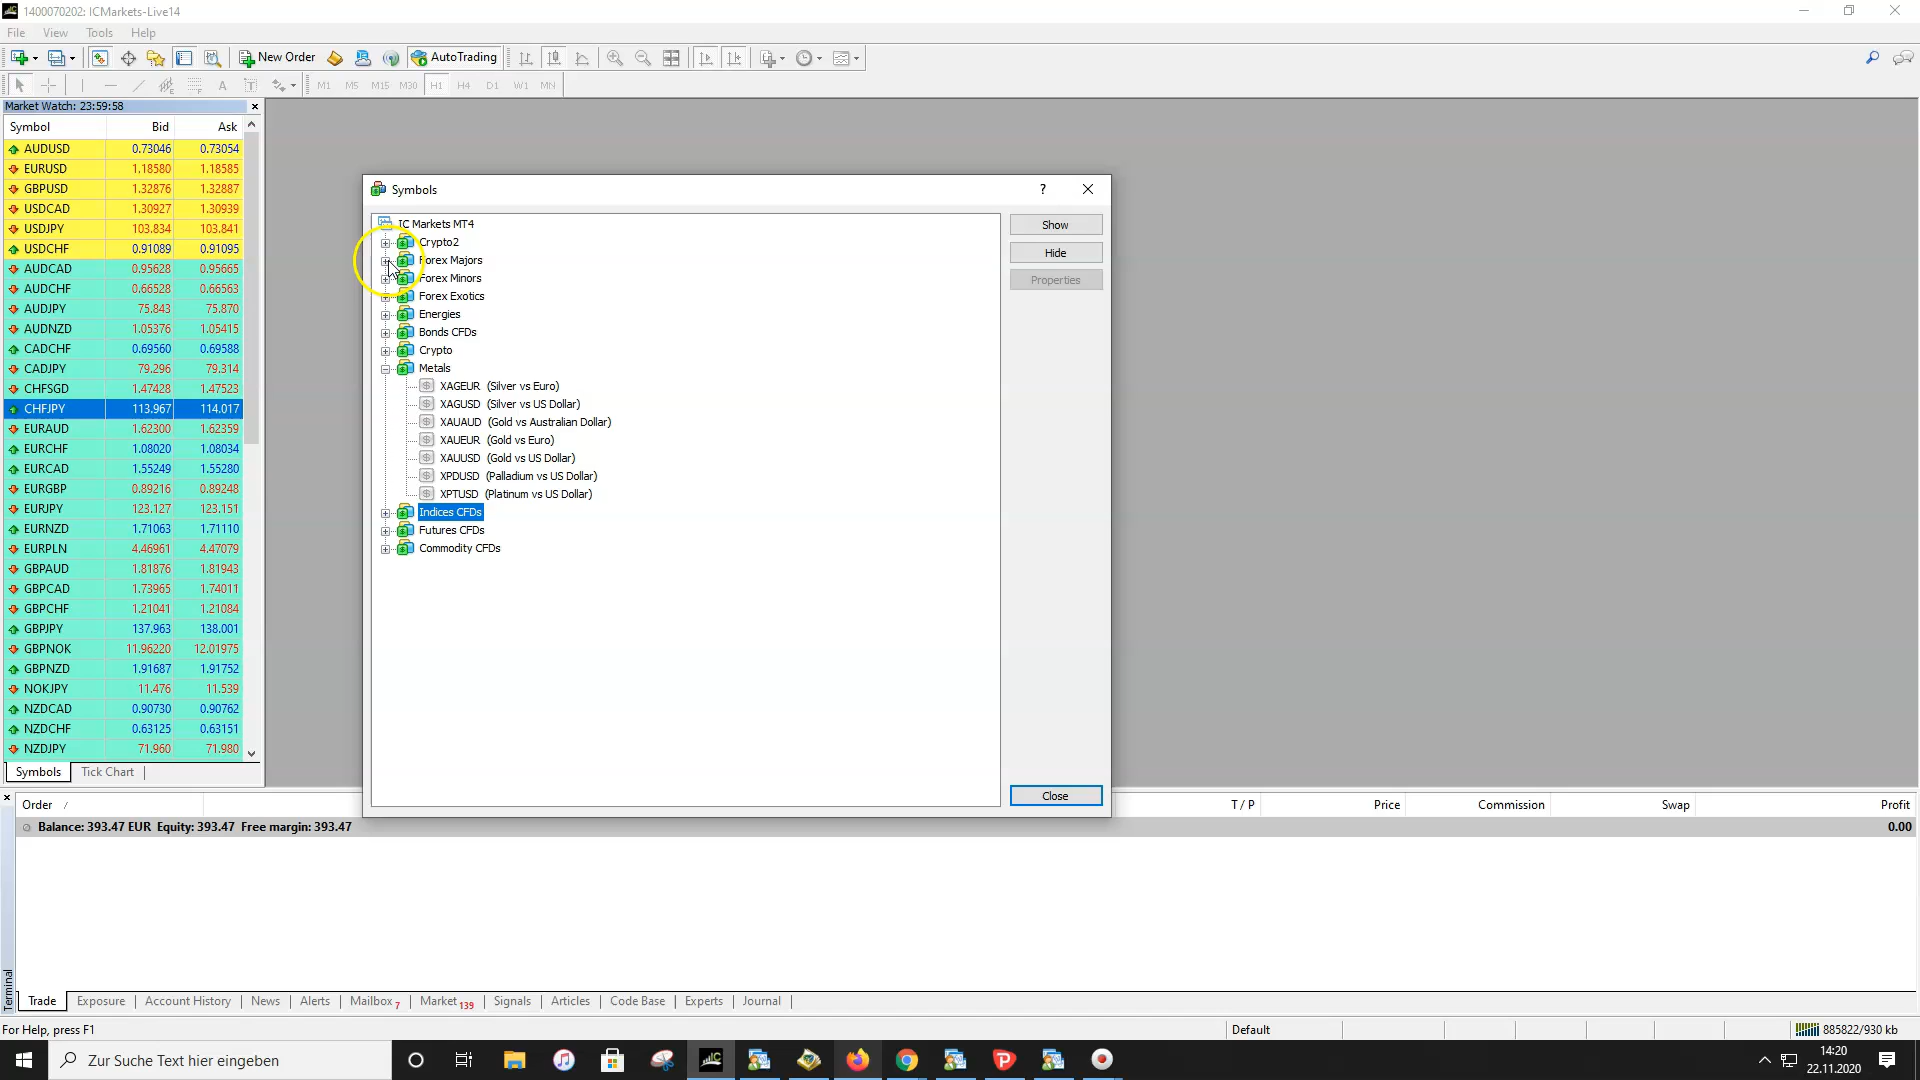 1400070202: ICMarkets-Live14
File View Tools Help
New Order AutoTrading
A T M1 M5 M15 M30 H1 H4 D1 W1 MN
Market Watch: 23:59:58
Symbol Bid Ask
AUDUSD 0.73046 0.73054
EURUSD 1.18580 1.18585
GBPUSD 1.32876 1.32887
USDCAD 1.30927 1.30939
USDJPY 103.834 103.841
USDCHF 0.91089 0.91095
AUDCAD 0.95628 0.95665
AUDCHF 0.66528 0.66563
AUDJPY 75.843 75.870
AUDNZD 1.05376 1.05415
CADCHF 0.69560 0.69588
CADJPY 79.296 79.314
CHFSGD 1.47428 1.47523
CHFJPY 113.967 114.017
EURAUD 1.62300 1.62359
EURCHF 1.08020 1.08034
EURCAD 1.55249 1.55280
EURGBP 0.89216 0.89248
EURJPY 123.127 123.151
EURNZD 1.71063 1.71110
EURPLN 4.46961 4.47079
GBPAUD 1.81876 1.81943
GBPCAD 1.73965 1.74011
GBPCHF 1.21041 1.21084
GBPJPY 137.963 138.001
GBPNOK 11.96220 12.01975
GBPNZD 1.91687 1.91752
NOKJPY 11.476 11.539
NZDCAD 0.90730 0.90762
NZDCHF 0.63125 0.63151
NZDJPY 71.960 71.980
Symbols Tick Chart
Symbols ?
IC Markets MT4
Crypto2
Forex Majors
Forex Minors
Forex Exotics
Energies
Bonds CFDs
Crypto
Metals
XAGEUR (Silver vs Euro)
XAGUSD (Silver vs US Dollar)
XAUAUD (Gold vs Australian Dollar)
XAUEUR (Gold vs Euro)
XAUUSD (Gold vs US Dollar)
XPDUSD (Palladium vs US Dollar)
XPTUSD (Platinum vs US Dollar)
Indices CFDs
Futures CFDs
Commodity CFDs
Show
Hide
Properties
Close
Order / T / P Price Commission Swap Profit
Balance: 393.47 EUR Equity: 393.47 Free margin: 393.47 0.00
Terminal
Trade Exposure Account History News Alerts Mailbox 7 Market 139 Signals Articles Code Base Experts Journal
For Help, press F1 Default 885822/930 kb
Zur Suche Text hier eingeben
14:20
22.11.2020